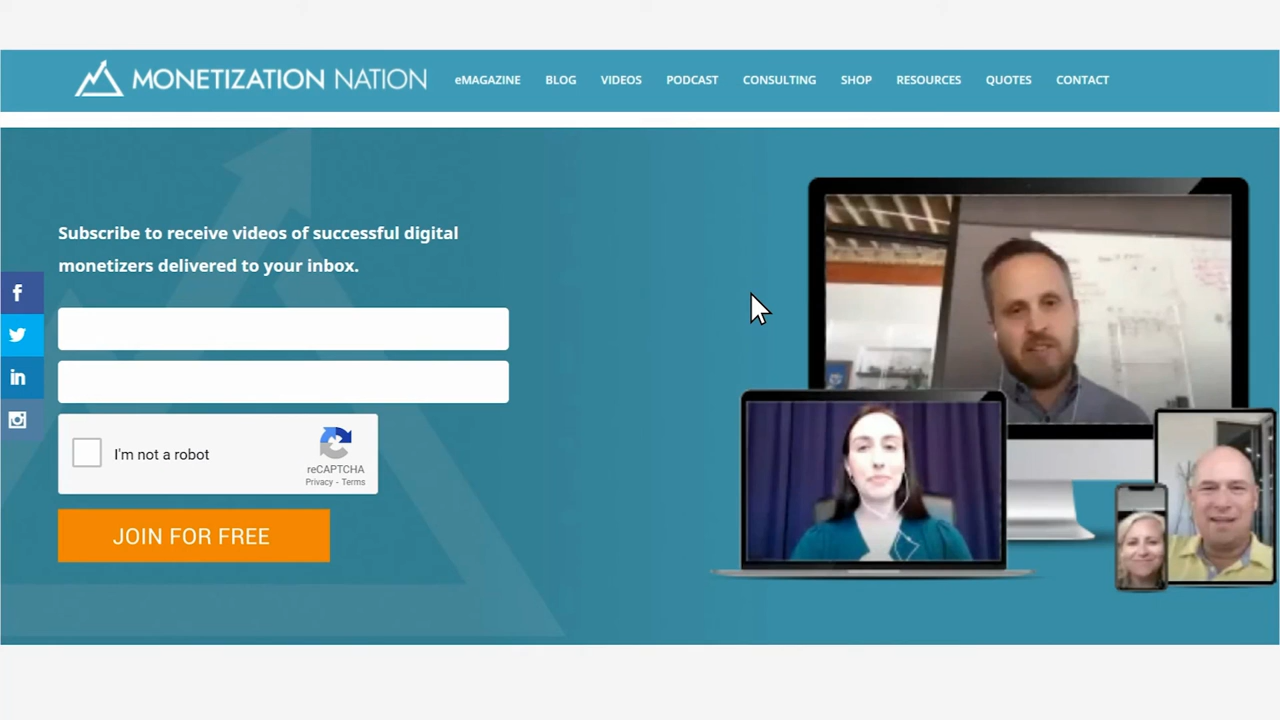 MONETIZATION NATION
eMAGAZINE BLOG VIDEOS PODCAST CONSULTING SHOP RESOURCES QUOTES CONTACT
Subscribe to receive videos of successful digital
monetizers delivered to your inbox.
I'm not a robot
reCAPTCHA
Privacy - Terms
JOIN FOR FREE